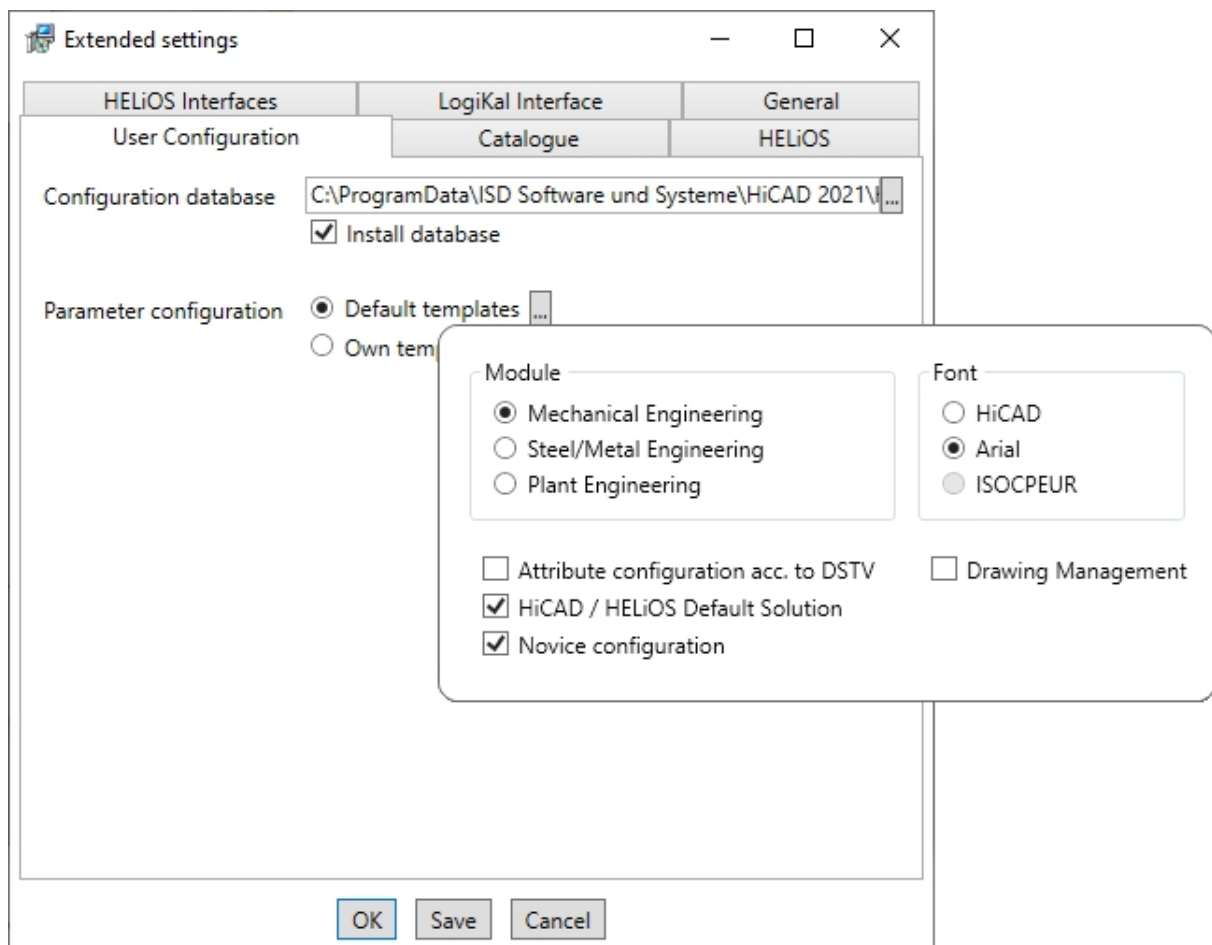 Extended settings
HELiOS Interfaces LogiKal Interface General
User Configuration Catalogue HELiOS
Configuration database C:\ProgramData\ISD Software und Systeme\HiCAD 2021\ ...
Install database
Parameter configuration Default templates ...
Own tem
Module Font
Mechanical Engineering HiCAD
Steel/Metal Engineering Arial
Plant Engineering ISOCPEUR
Attribute configuration acc. to DSTV Drawing Management
HiCAD / HELiOS Default Solution
Novice configuration
OK Save Cancel